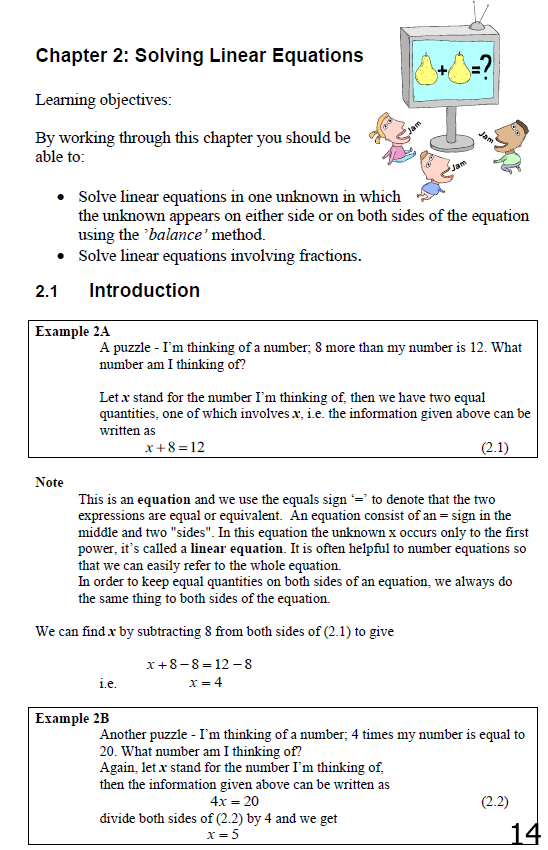 Chapter 2: Solving Linear Equations
+ =?
Jam
Jam
Jam
Learning objectives:
By working through this chapter you should be
able to:
• Solve linear equations in one unknown in which
the unknown appears on either side or on both sides of the equation
using the ’balance’ method.
• Solve linear equations involving fractions.
2.1 Introduction
Example 2A
A puzzle - I’m thinking of a number; 8 more than my number is 12. What
number am I thinking of?
Let x stand for the number I’m thinking of, then we have two equal
quantities, one of which involves x, i.e. the information given above can be
written as
x + 8 = 12 (2.1)
Note
This is an equation and we use the equals sign ‘=’ to denote that the two
expressions are equal or equivalent. An equation consist of an = sign in the
middle and two "sides". In this equation the unknown x occurs only to the first
power, it’s called a linear equation. It is often helpful to number equations so
that we can easily refer to the whole equation.
In order to keep equal quantities on both sides of an equation, we always do
the same thing to both sides of the equation.
We can find x by subtracting 8 from both sides of (2.1) to give
x + 8 − 8 = 12 − 8
i.e. x = 4
Example 2B
Another puzzle - I’m thinking of a number; 4 times my number is equal to
20. What number am I thinking of?
Again, let x stand for the number I’m thinking of,
then the information given above can be written as
4x = 20 (2.2)
divide both sides of (2.2) by 4 and we get
x = 5
14